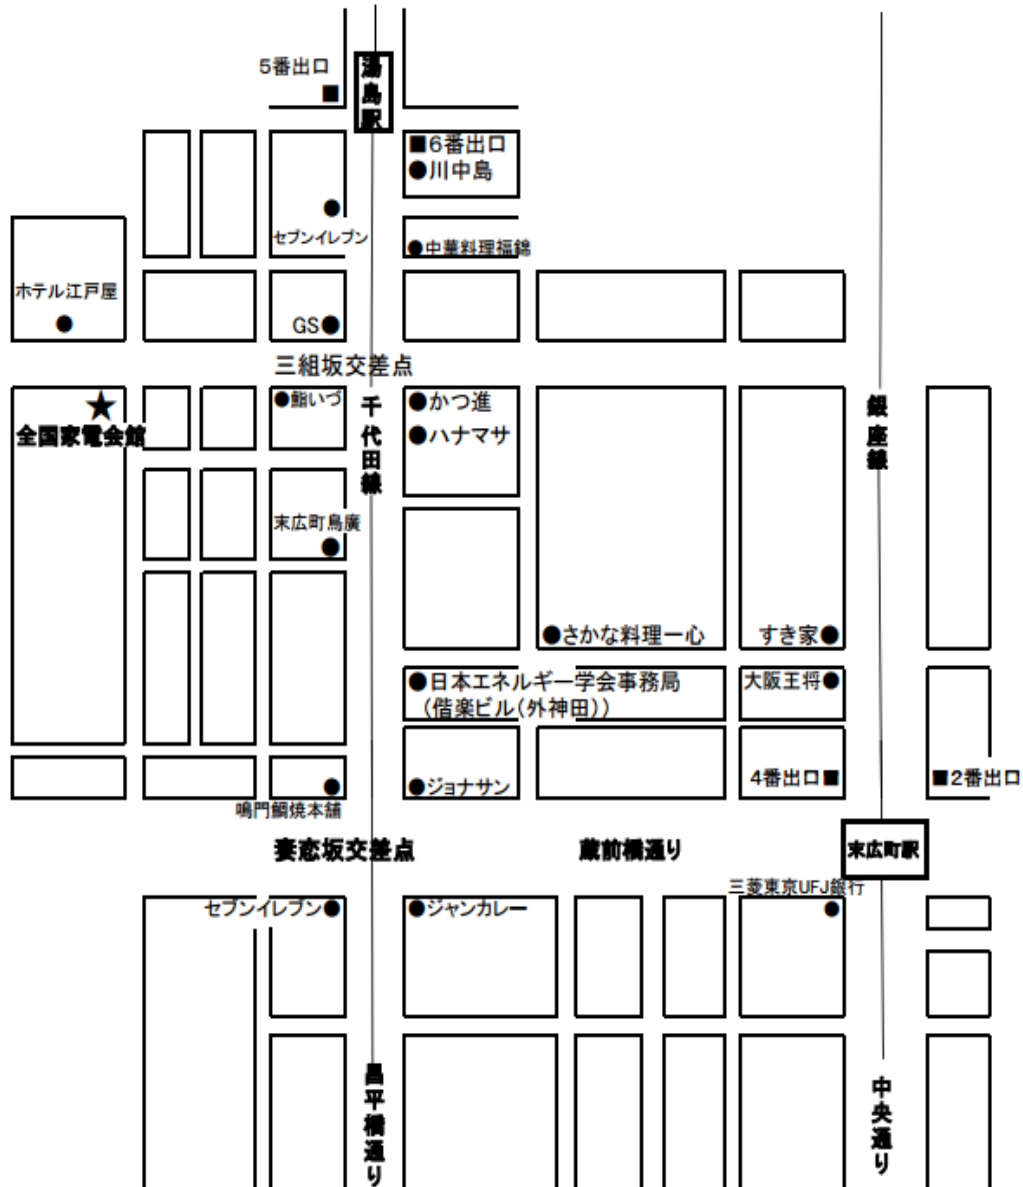 5番出口
■
湯島駅
■6番出口
●川中島
●
セブンイレブン
●中華料理福錦
ホテル江戸屋
●
GS●
三組坂交差点
★
全国家電会館
●鮨いづ
千代田線
●かつ進
●ハナマサ
銀座線
末広町鳥廣
●
●さかな料理一心
すき家●
●日本エネルギー学会事務局
（偕楽ビル（外神田））
大阪王将●
●
鳴門鯛焼本舗
●ジョナサン
4番出口■
■2番出口
妻恋坂交差点
蔵前橋通り
末広町駅
セブンイレブン●
●ジャンカレー
三菱東京UFJ銀行
●
昌平橋通り
中央通り